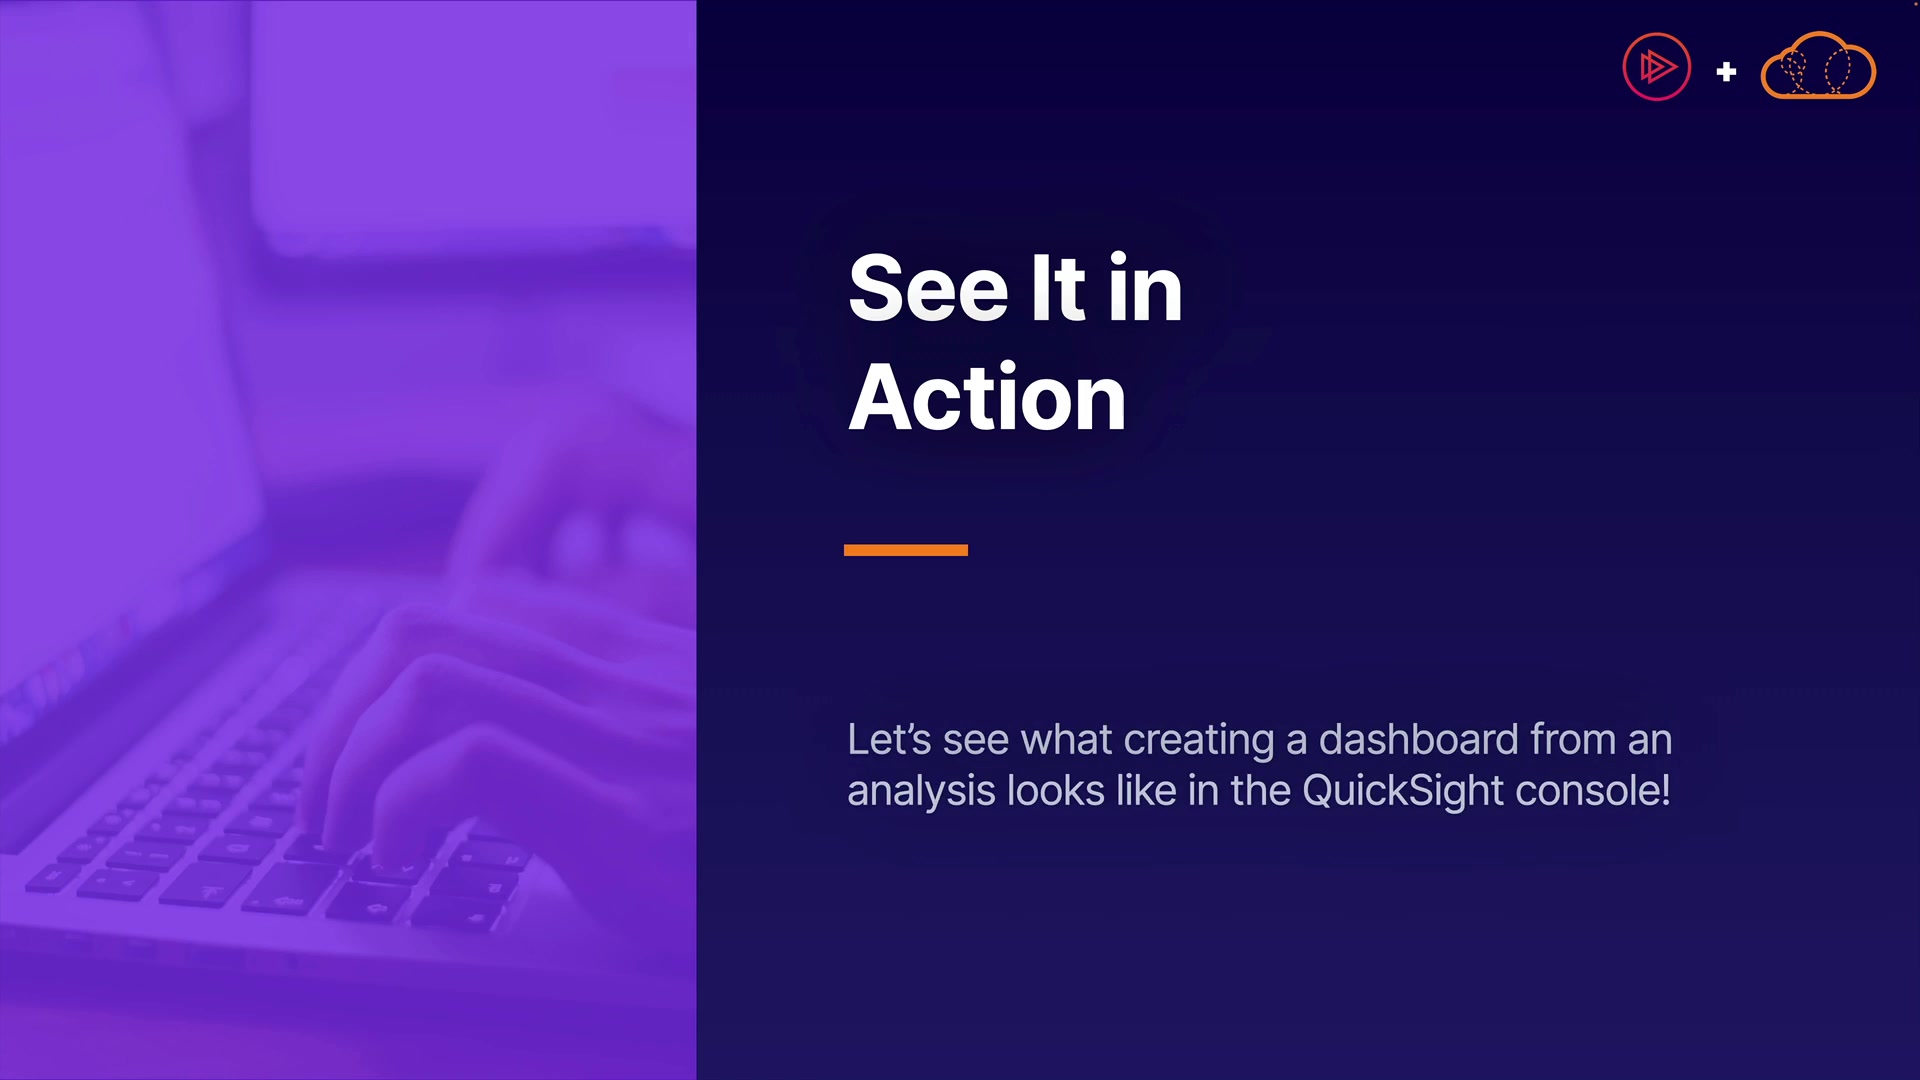 See It in
Action
Let’s see what creating a dashboard from an
analysis looks like in the QuickSight console!